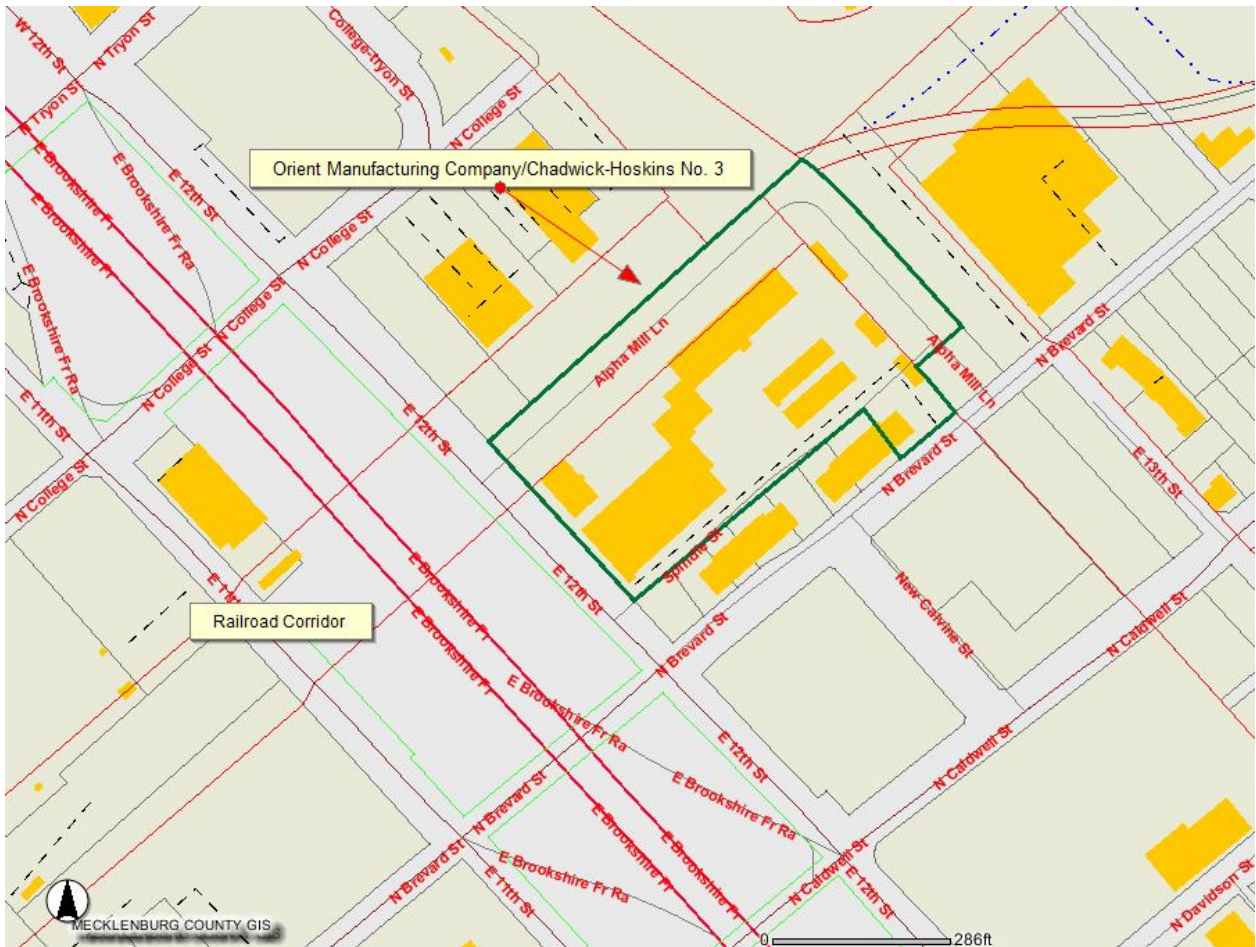 W 12th St
N Tryon St
College-tryon St
N Tryon St
N College St
E Brookshire Fr
E Brookshire Fr Ra
E 12th St
Orient Manufacturing Company/Chadwick-Hoskins No. 3
E Brookshire Fr
N College St
E Brookshire Fr Ra
N College St
N Brevard St
N College St
Alpha Mill Ln
Alpha Mill Ln
E 11th St
E 12th St
N College St
N Brevard St
E 13th St
Spindle St
E Brookshire Fr
E 12th St
New Calvine St
N Caldwell St
Railroad Corridor
E Brookshire Fr
N Brevard St
E Brookshire Fr Ra
E 12th St
N Caldwell St
N Brevard St
E Brookshire Fr Ra
E Brookshire Fr
E Brookshire Fr
N Brevard St
E Brookshire Fr Ra
N Caldwell St
E 11th St
E 12th St
N Davidson St
MECKLENBURG COUNTY GIS
0
286ft